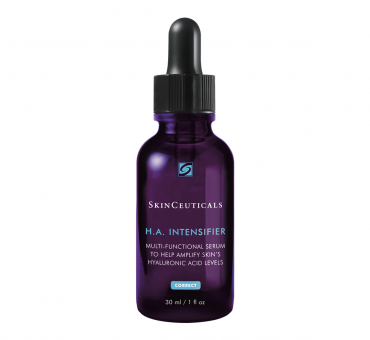 SKINCEUTICALS
H.A. INTENSIFIER
MULTI-FUNCTIONAL SERUM
TO HELP AMPLIFY SKIN'S
HYALURONIC ACID LEVELS
CORRECT
30 ml / 1 fl oz